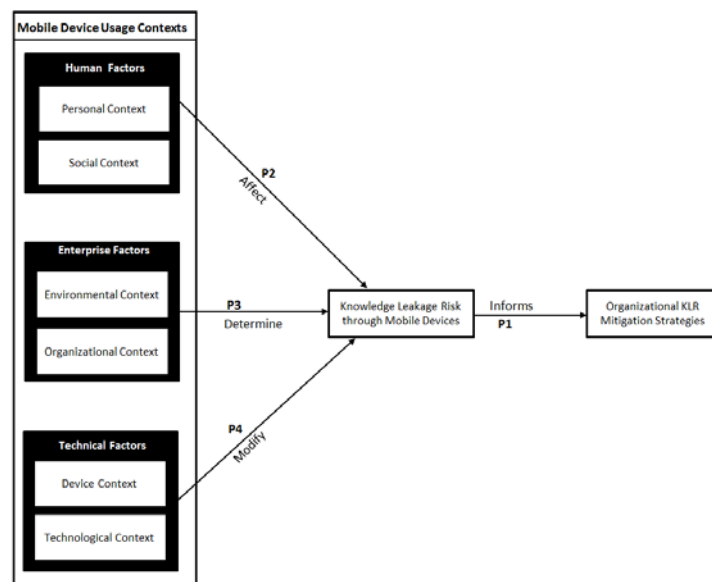 Mobile Device Usage Contexts
Human Factors
Personal Context
Social Context
P2
Affect
Enterprise Factors
Environmental Context
Organizational Context
P3
Determine
Knowledge Leakage Risk
through Mobile Devices
Informs
P1
Organizational KLR
Mitigation Strategies
Technical Factors
Device Context
Technological Context
P4
Modify